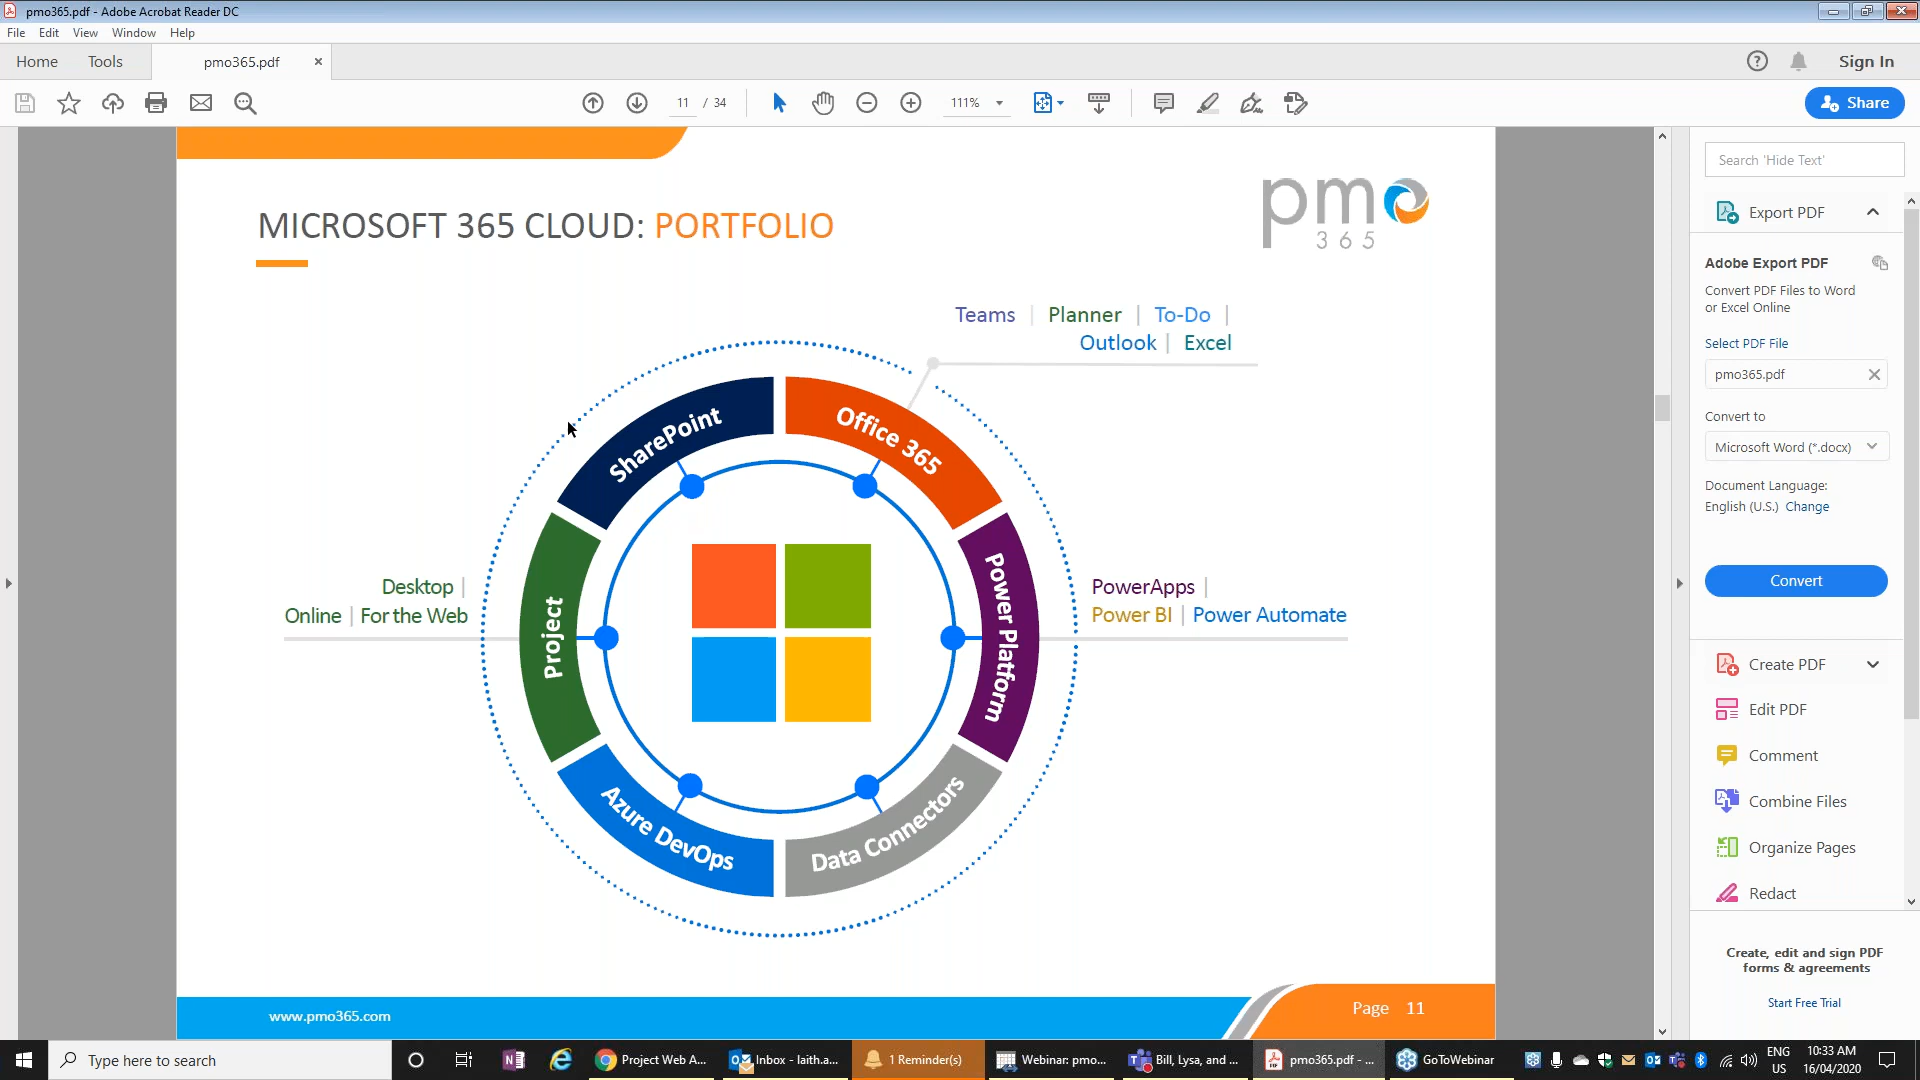 pmo365.pdf - Adobe Acrobat Reader DC
File Edit View Window Help
Home Tools pmo365.pdf Sign In
11 / 34 111% Share
MICROSOFT 365 CLOUD: PORTFOLIO
pmo
365
Teams | Planner | To-Do |
Outlook | Excel
SharePoint
Office 365
Desktop |
Online | For the Web
Project
Power Platform
PowerApps |
Power BI | Power Automate
Azure DevOps
Data Connectors
www.pmo365.com
Page 11
Search 'Hide Text'
Export PDF
Adobe Export PDF
Convert PDF Files to Word
or Excel Online
Select PDF File
pmo365.pdf
Convert to
Microsoft Word (*.docx)
Document Language:
English (U.S.) Change
Convert
Create PDF
Edit PDF
Comment
Combine Files
Organize Pages
Redact
Create, edit and sign PDF
forms & agreements
Start Free Trial
Type here to search
Project Web A...
Inbox - laith.a...
1 Reminder(s)
Webinar: pmo...
Bill, Lysa, and ...
pmo365.pdf - ...
GoToWebinar
ENG
US
10:33 AM
16/04/2020